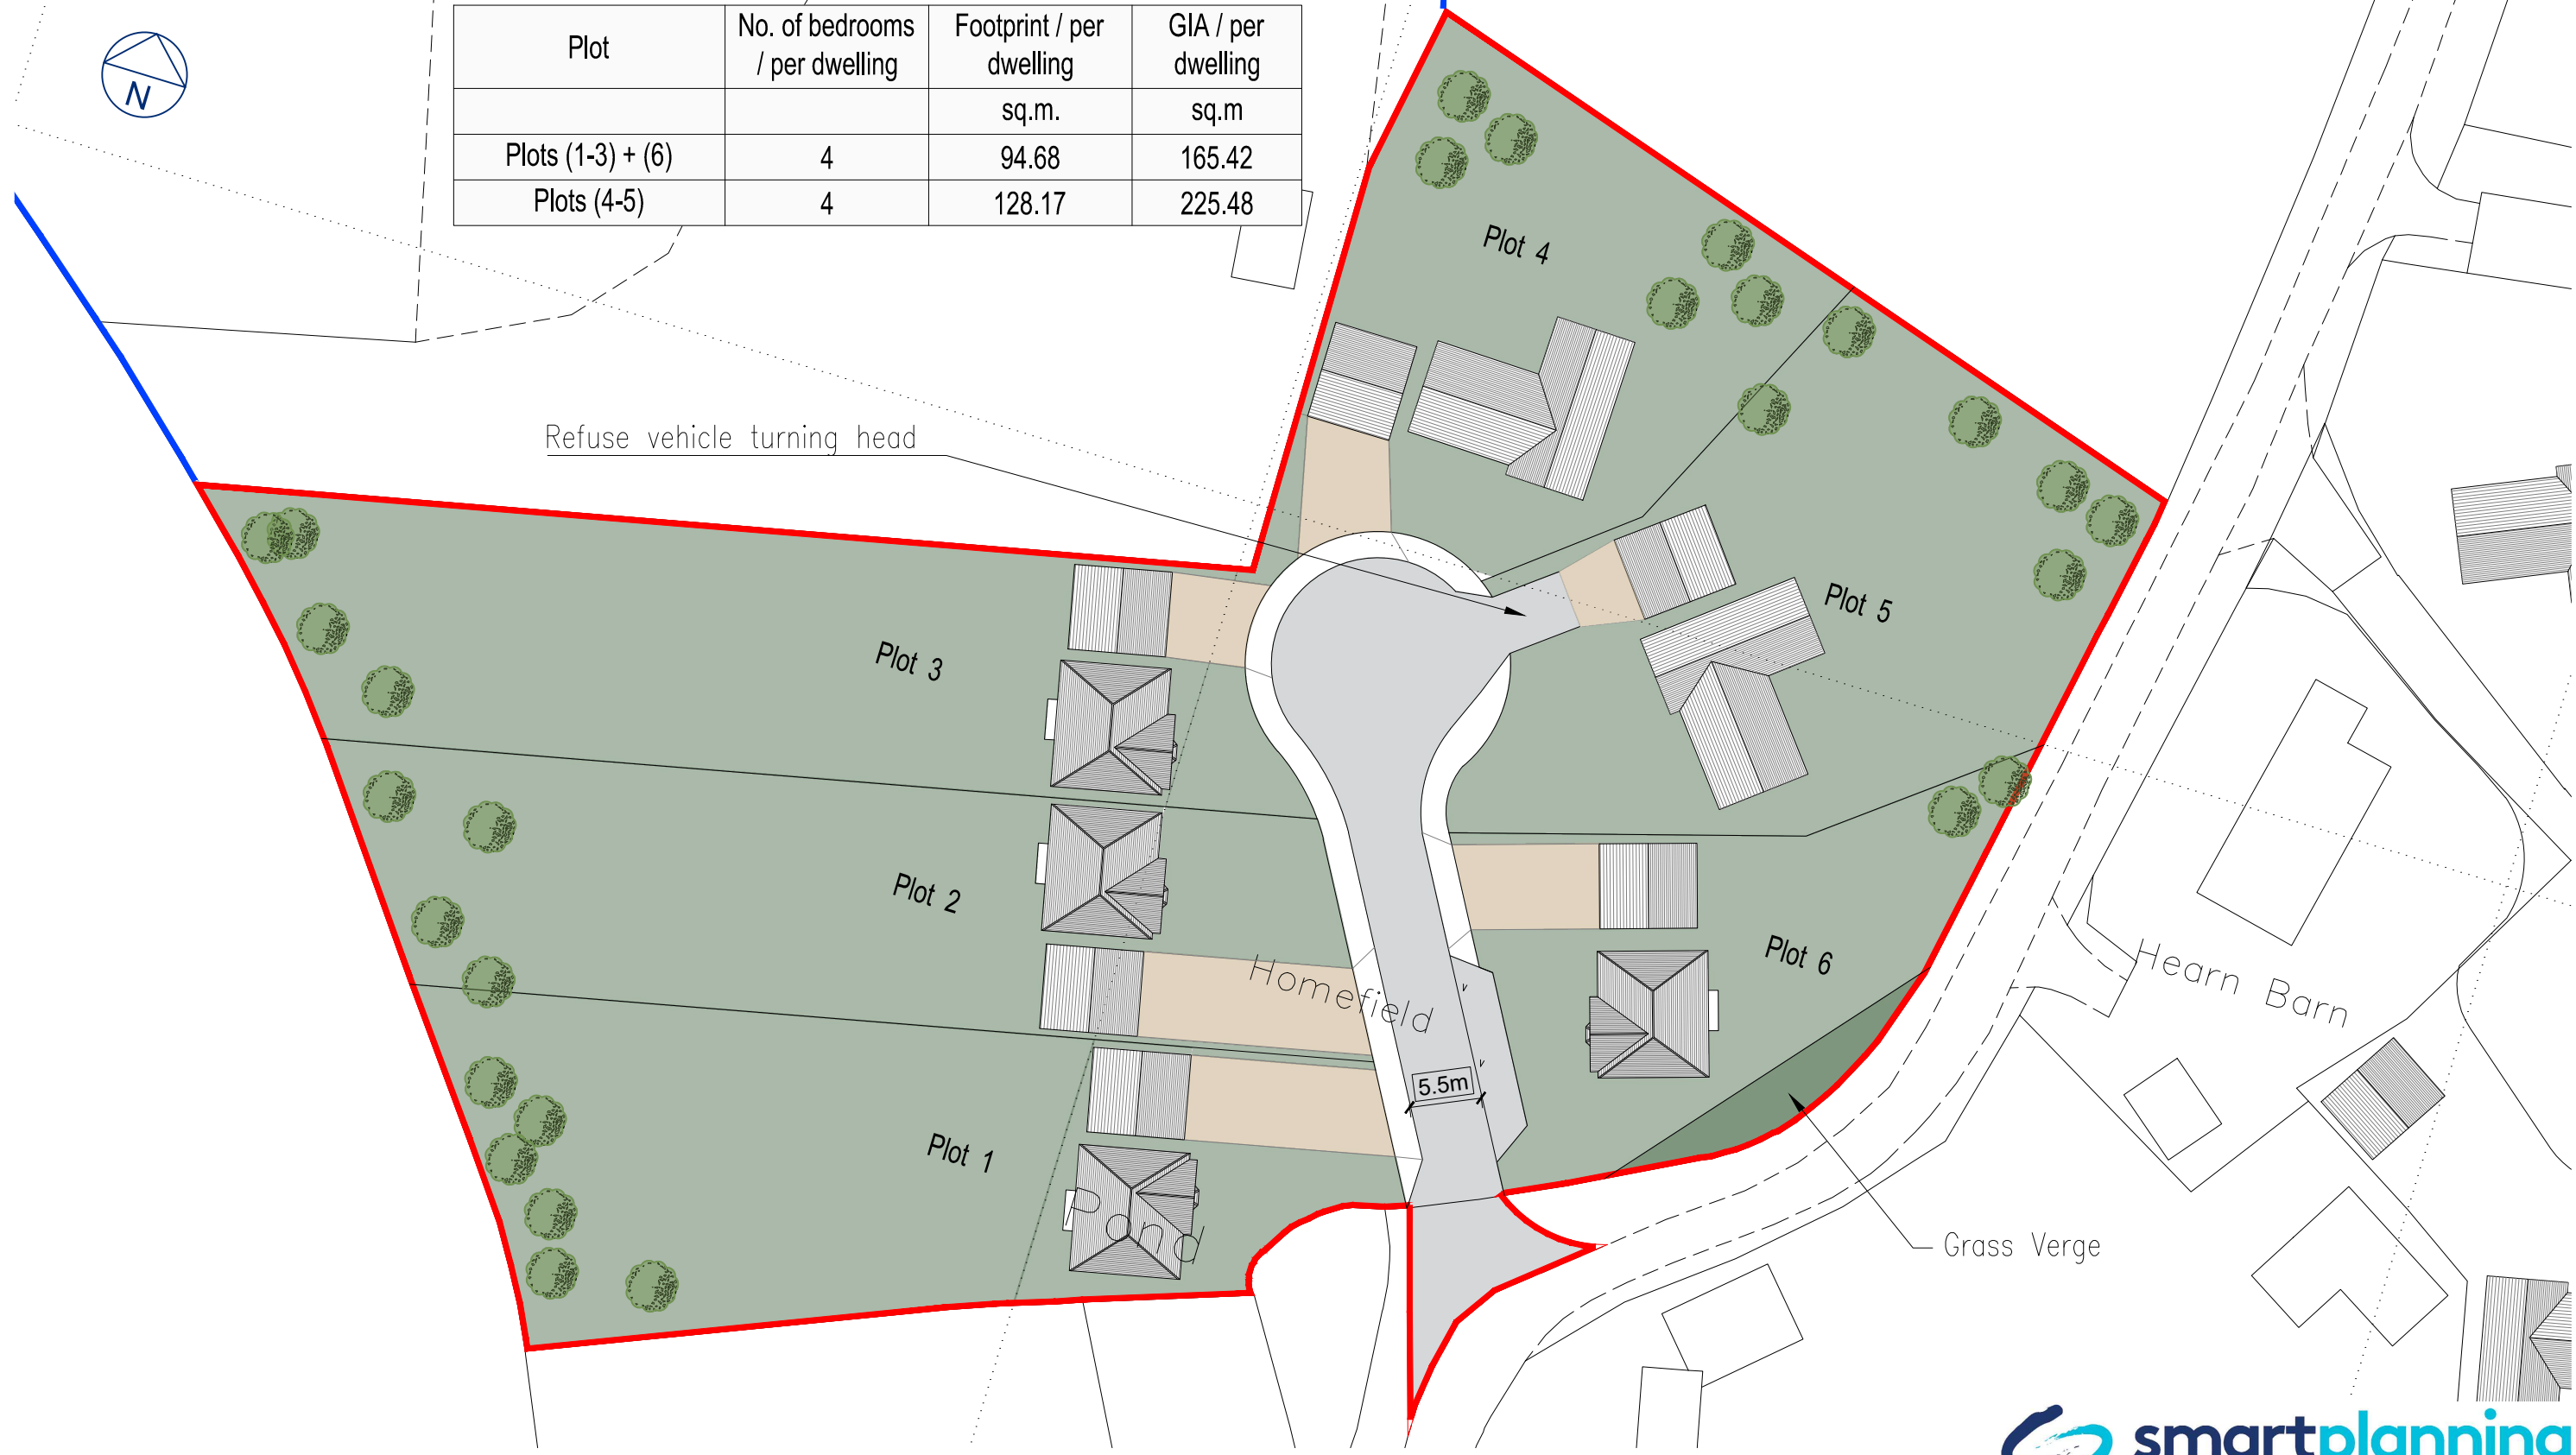 N
Plot
No. of bedrooms
/ per dwelling
Footprint / per
dwelling
GIA / per
dwelling
sq.m.
sq.m
Plots (1-3) + (6)
4
94.68
165.42
Plots (4-5)
4
128.17
225.48
Plot 4
Refuse vehicle turning head
Plot 5
Plot 3
Plot 2
Plot 6
Homefield
Hearn Barn
5.5m
Plot 1
Pond
Grass Verge
smartplanning